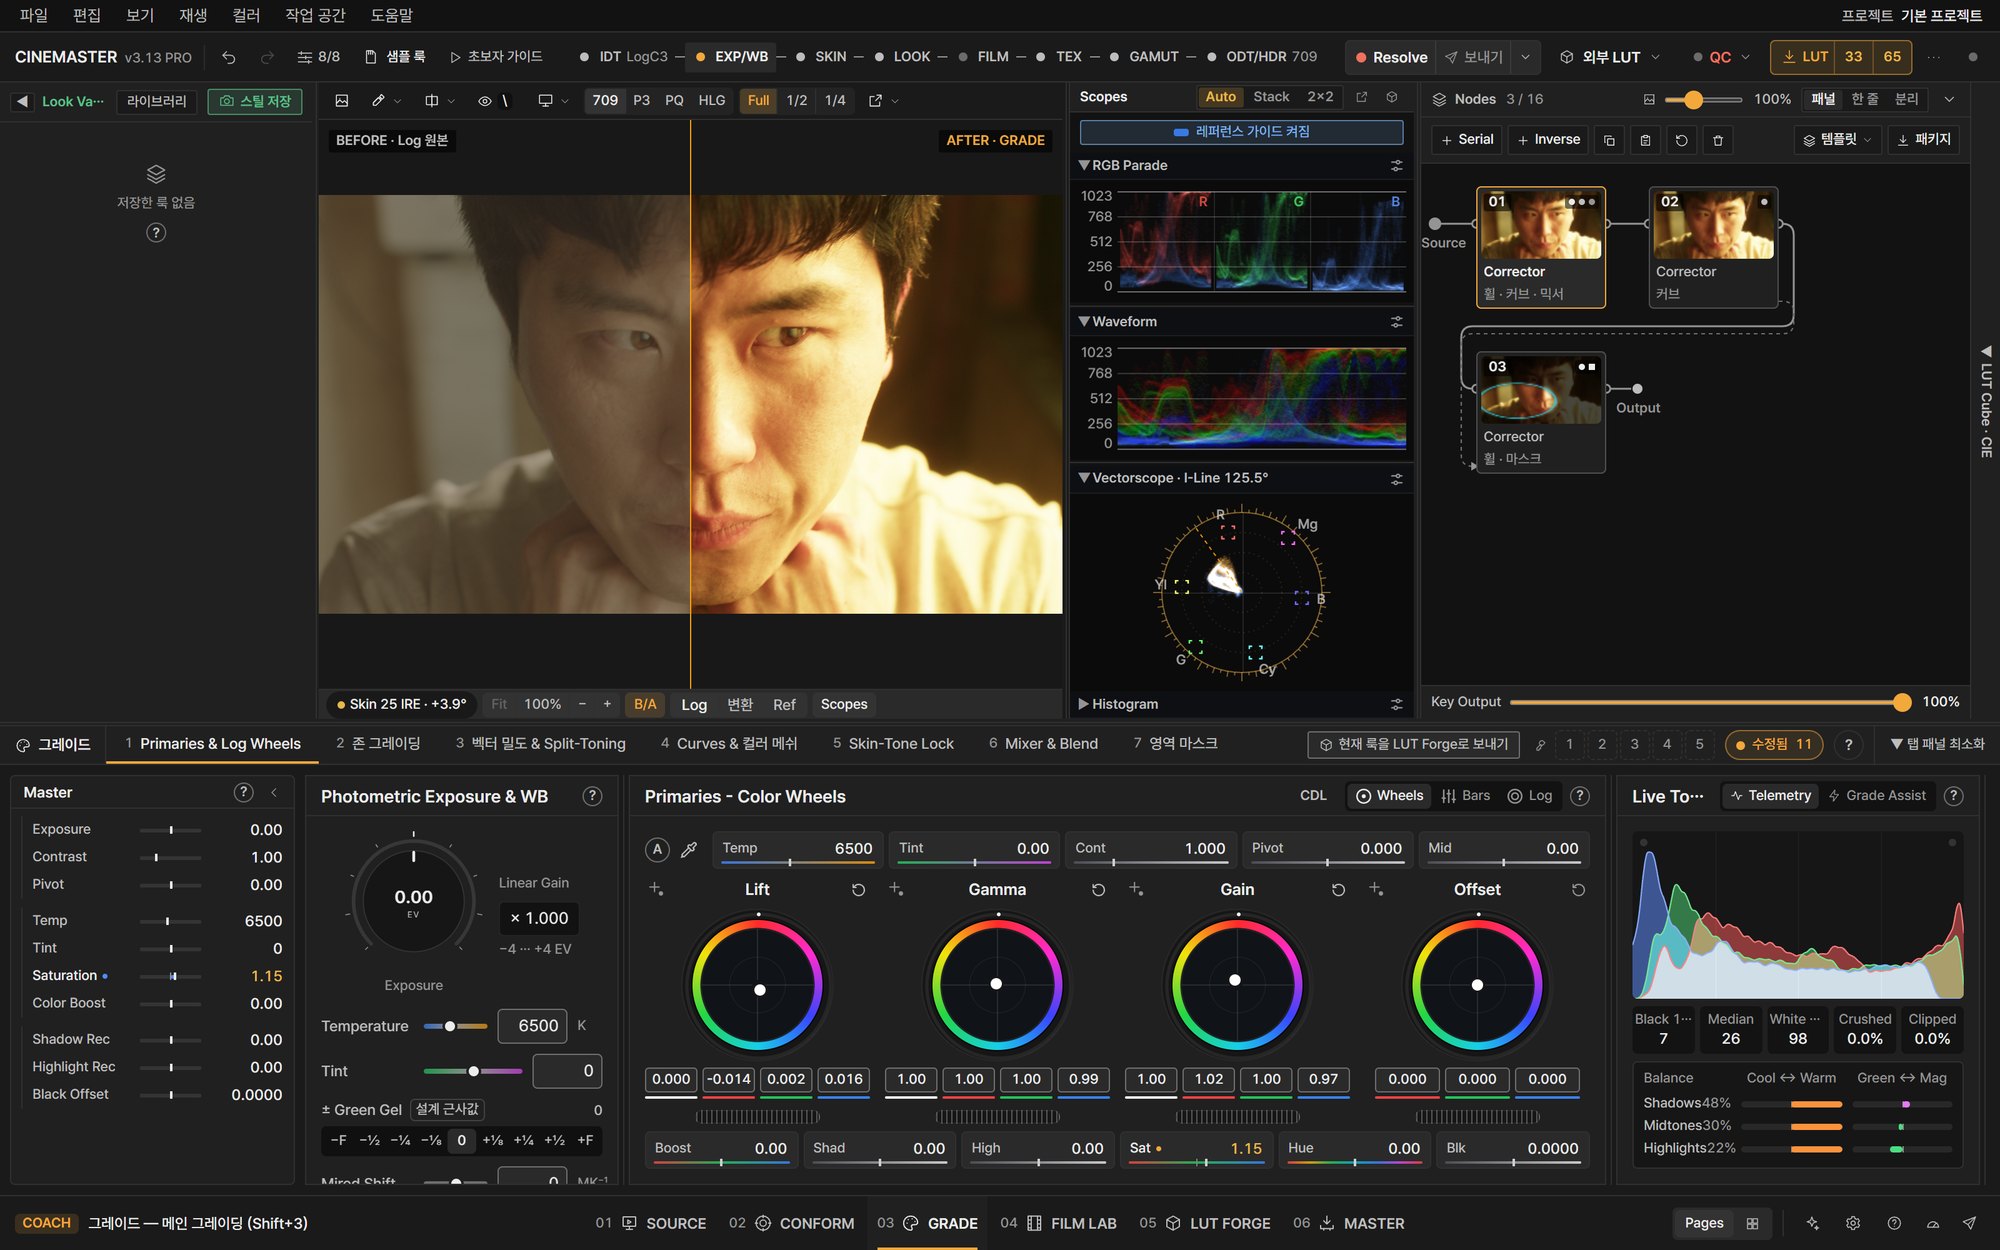 파일 편집 보기 재생 컬러 작업 공간 도움말
프로젝트 기본 프로젝트
CINEMASTER v3.13 PRO
8/8 샘플 룩 초보자 가이드
IDT LogC3 EXP/WB SKIN LOOK FILM TEX GAMUT ODT/HDR 709
Resolve 보내기 외부 LUT QC LUT 33 65
Look Va··· 라이브러리 스틸 저장
저장한 룩 없음
?
709 P3 PQ HLG Full 1/2 1/4
BEFORE · Log 원본
AFTER · GRADE
Skin 25 IRE · +3.9° Fit 100% − + B/A Log 변환 Ref Scopes
Scopes Auto Stack 2×2
레퍼런스 가이드 켜짐
RGB Parade
1023
768
512
256
0
R G B
Waveform
1023
768
512
256
0
Vectorscope · I-Line 125.5°
R Mg
Yl B
G Cy
Histogram
Nodes 3 / 16 100% 패널 한 줄 분리
+ Serial + Inverse 템플릿 패키지
Source
01
Corrector
휠 · 커브 · 믹서
02
Corrector
커브
03
Corrector
휠 · 마스크
Output
Key Output 100%
LUT Cube · CIE
그레이드 1 Primaries & Log Wheels 2 존 그레이딩 3 벡터 밀도 & Split-Toning 4 Curves & 컬러 메쉬 5 Skin-Tone Lock 6 Mixer & Blend 7 영역 마스크
현재 룩을 LUT Forge로 보내기 1 2 3 4 5 수정됨 11 ? 탭 패널 최소화
Master ?
Exposure 0.00
Contrast 1.00
Pivot 0.00
Temp 6500
Tint 0
Saturation 1.15
Color Boost 0.00
Shadow Rec 0.00
Highlight Rec 0.00
Black Offset 0.0000
Photometric Exposure & WB ?
0.00
EV
Linear Gain
× 1.000
−4 ··· +4 EV
Exposure
Temperature 6500 K
Tint 0
± Green Gel 설계 근사값 0
−F −½ −¼ −⅛ 0 +⅛ +¼ +½ +F
Mired Shift 0 MK⁻¹
Primaries - Color Wheels CDL Wheels Bars Log ?
A Temp 6500 Tint 0.00 Cont 1.000 Pivot 0.000 Mid 0.00
Lift Gamma Gain Offset
0.000 -0.014 0.002 0.016
1.00 1.00 1.00 0.99
1.00 1.02 1.00 0.97
0.000 0.000 0.000
Boost 0.00 Shad 0.00 High 0.00 Sat 1.15 Hue 0.00 Blk 0.0000
Live To··· Telemetry Grade Assist ?
Black 1··· Median White ··· Crushed Clipped
7 26 98 0.0% 0.0%
Balance Cool ↔ Warm Green ↔ Mag
Shadows 48%
Midtones 30%
Highlights 22%
COACH 그레이드 — 메인 그레이딩 (Shift+3)
01 SOURCE 02 CONFORM 03 GRADE 04 FILM LAB 05 LUT FORGE 06 MASTER
Pages